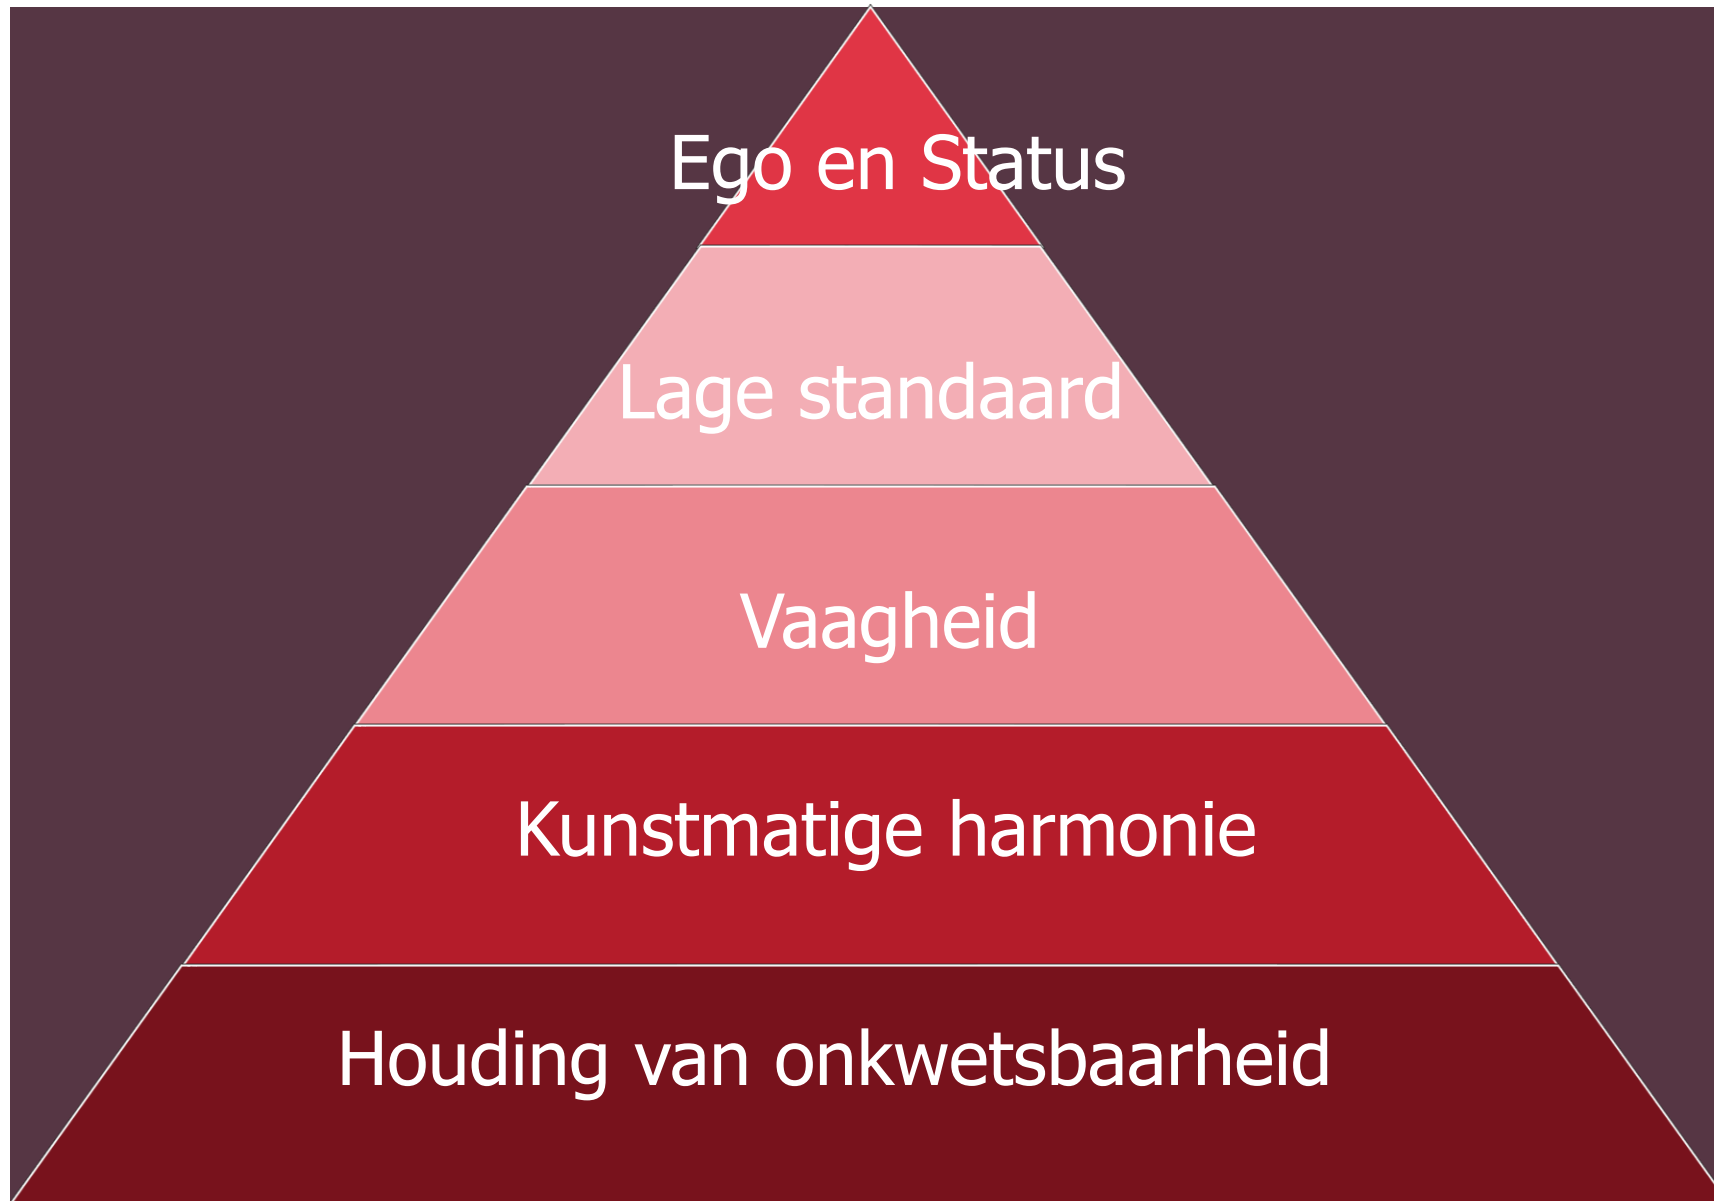 Ego en Status
Lage standaard
Vaagheid
Kunstmatige harmonie
Houding van onkwetsbaarheid